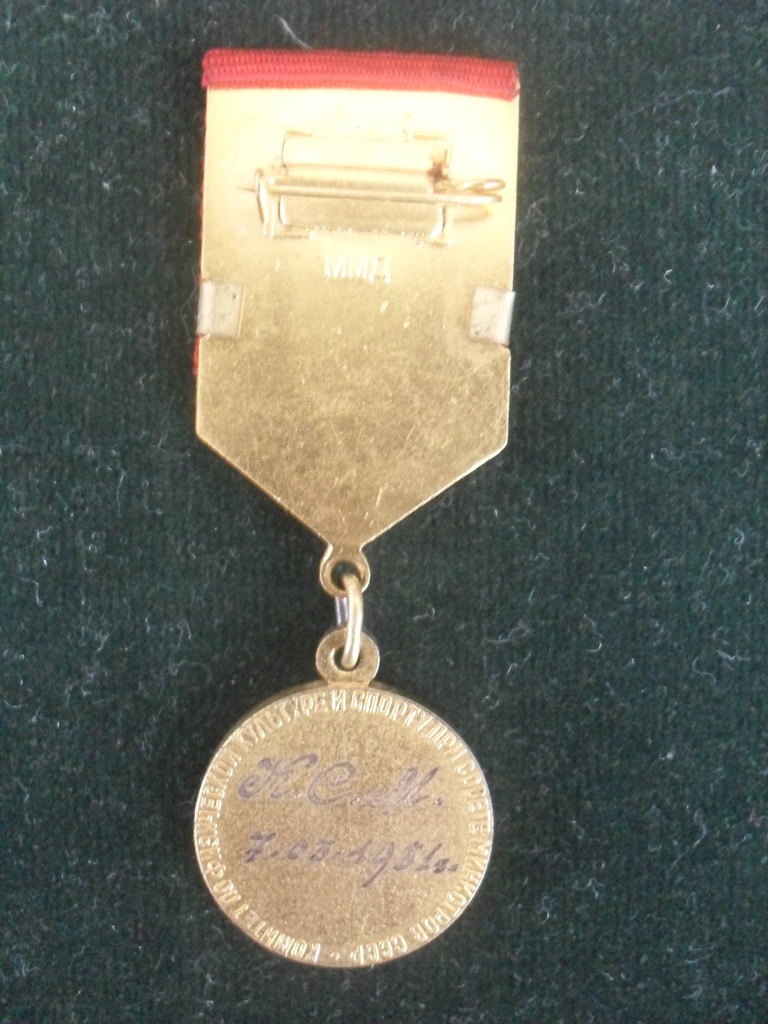 ММД
КОМИТЕТ ПО ФИЗИЧЕСКОЙ КУЛЬТУРЕ И СПОРТУ ПРИ СОВЕТЕ МИНИСТРОВ СССР
К.С.М.
7.03.1981г.